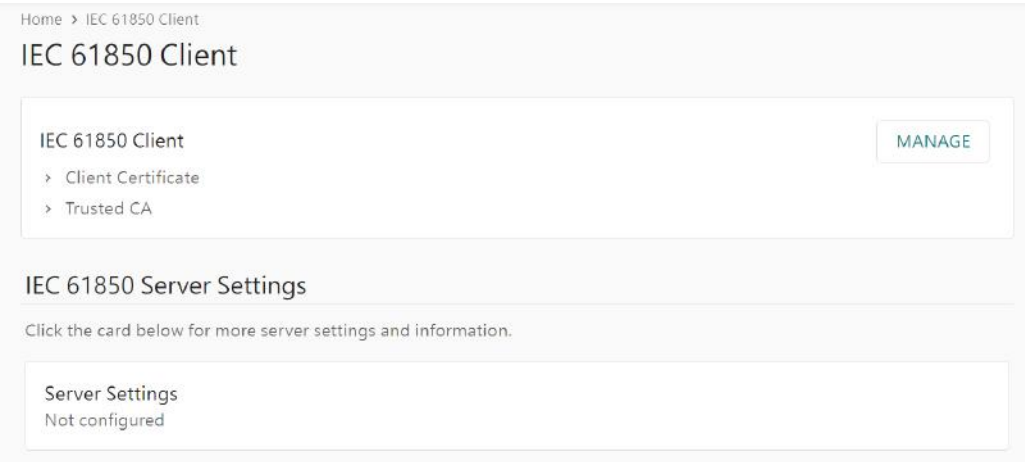 Home > IEC 61850 Client
IEC 61850 Client
IEC 61850 Client
MANAGE
> Client Certificate
> Trusted CA
IEC 61850 Server Settings
Click the card below for more server settings and information.
Server Settings
Not configured